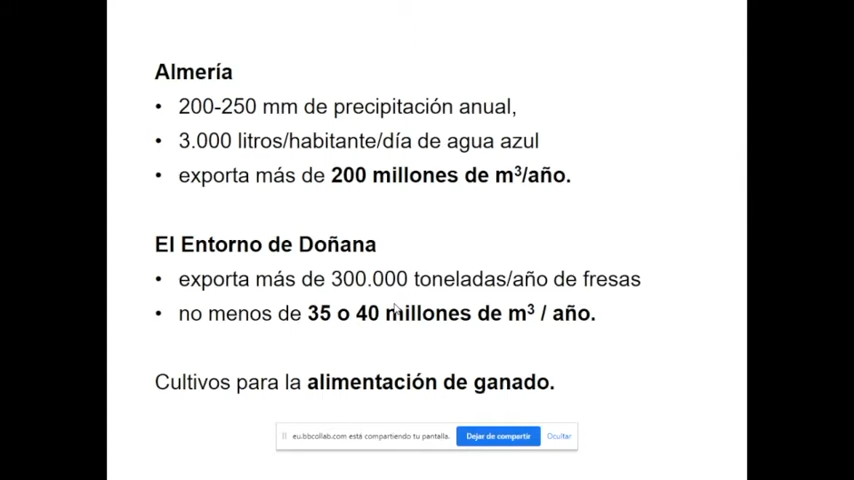 Almería
• 200-250 mm de precipitación anual,
• 3.000 litros/habitante/día de agua azul
• exporta más de 200 millones de m³/año.
El Entorno de Doñana
• exporta más de 300.000 toneladas/año de fresas
• no menos de 35 o 40 millones de m³ / año.
Cultivos para la alimentación de ganado.
eu.bbcollab.com está compartiendo tu pantalla. Dejar de compartir Ocultar